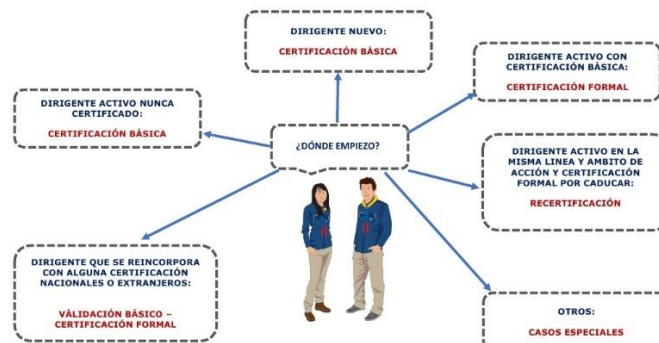 DIRIGENTE NUEVO:
CERTIFICACIÓN BÁSICA
DIRIGENTE ACTIVO CON
CERTIFICACIÓN BÁSICA:
CERTIFICACIÓN FORMAL
DIRIGENTE ACTIVO NUNCA
CERTIFICADO:
CERTIFICACIÓN BÁSICA
¿DÓNDE EMPIEZO?
DIRIGENTE ACTIVO EN LA
MISMA LINEA Y AMBITO DE
ACCIÓN Y CERTIFICACIÓN
FORMAL POR CADUCAR:
RECERTIFICACIÓN
DIRIGENTE QUE SE REINCORPORA
CON ALGUNA CERTIFICACIÓN
NACIONALES O EXTRANJEROS:
VÁLIDACIÓN BÁSICO –
CERTIFICACIÓN FORMAL
OTROS:
CASOS ESPECIALES